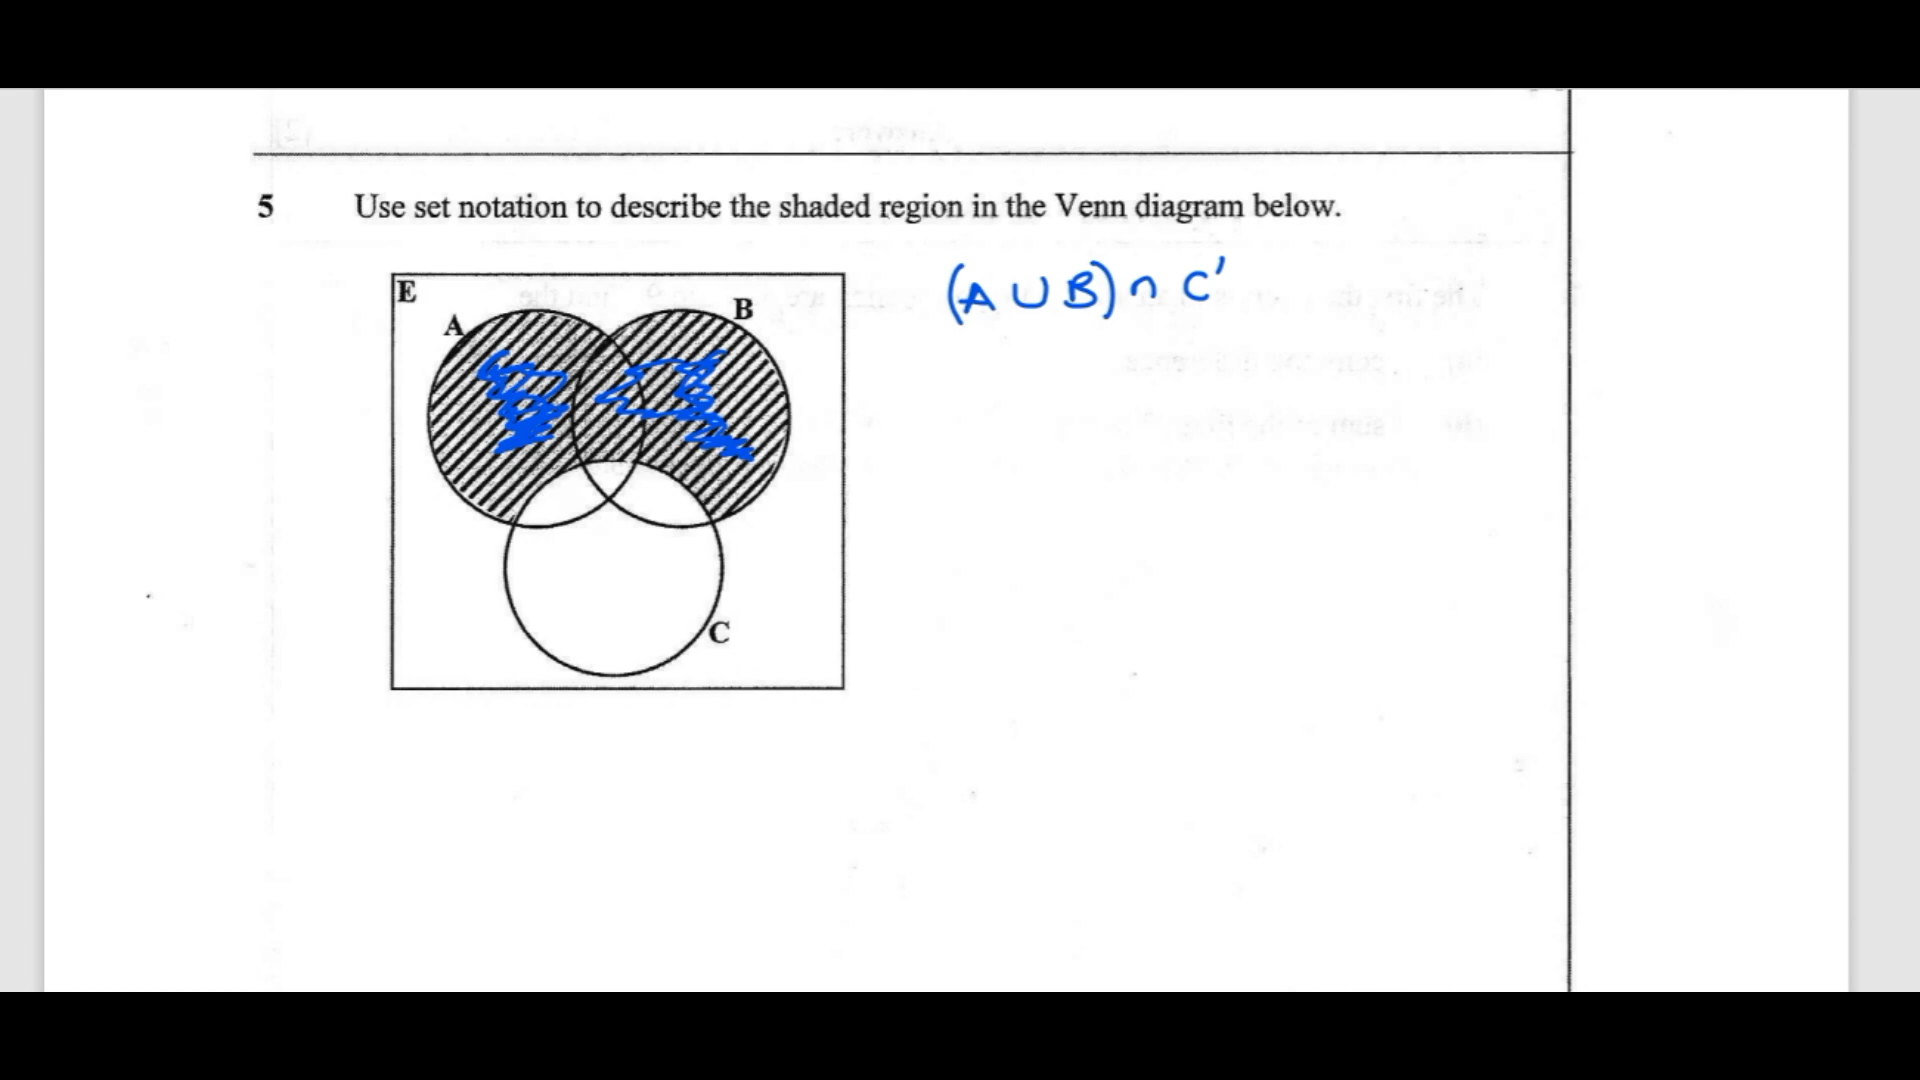 5 Use set notation to describe the shaded region in the Venn diagram below.
(A ∪ B) ∩ C'
E
A
B
C